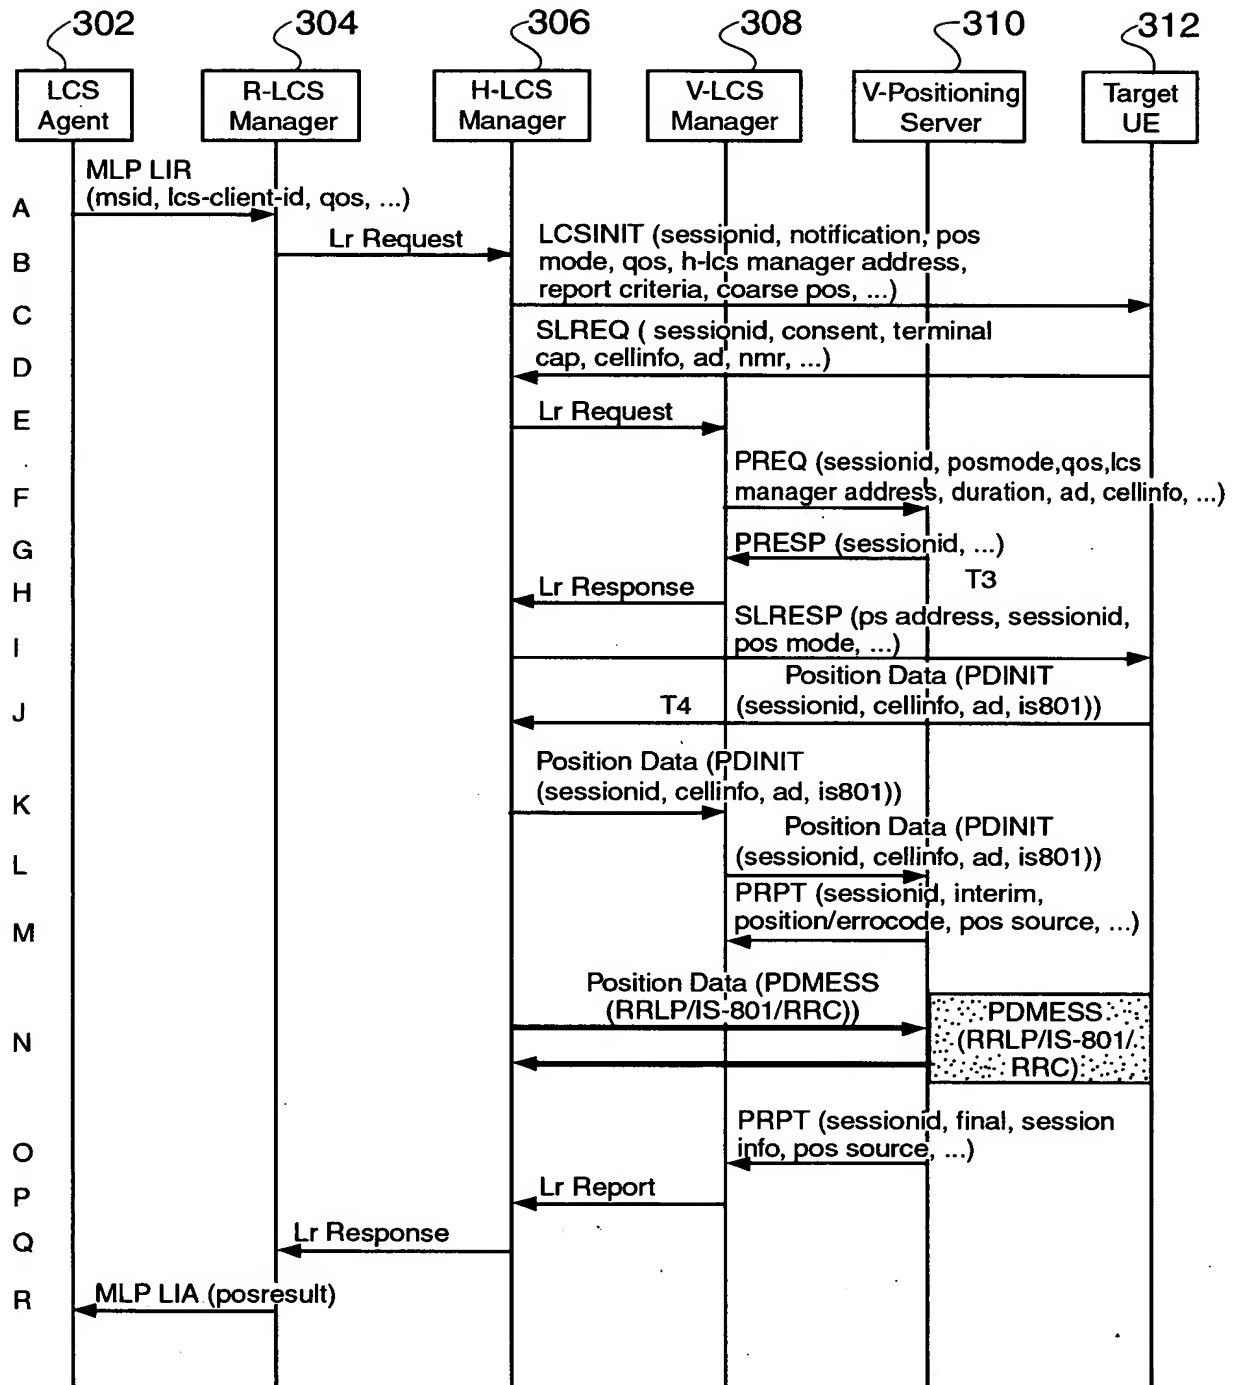 302 304 306 308 310 312
LCS Agent
R-LCS Manager
H-LCS Manager
V-LCS Manager
V-Positioning Server
Target UE
MLP LIR
A (msid, lcs-client-id, qos, ...)
B Lr Request
LCSINIT (sessionid, notification, pos
mode, qos, h-lcs manager address,
report criteria, coarse pos, ...)
C
SLREQ ( sessionid, consent, terminal
D cap, cellinfo, ad, nmr, ...)
E Lr Request
PREQ (sessionid, posmode,qos,lcs
F manager address, duration, ad, cellinfo, ...)
G PRESP (sessionid, ...)
T3
H Lr Response
SLRESP (ps address, sessionid,
I pos mode, ...)
Position Data (PDINIT
J T4 (sessionid, cellinfo, ad, is801))
Position Data (PDINIT
K (sessionid, cellinfo, ad, is801))
Position Data (PDINIT
L (sessionid, cellinfo, ad, is801))
PRPT (sessionid, interim,
M position/errocode, pos source, ...)
Position Data (PDMESS
(RRLP/IS-801/RRC))
N
PDMESS
(RRLP/IS-801/
RRC)
PRPT (sessionid, final, session
O info, pos source, ...)
P Lr Report
Q Lr Response
R MLP LIA (posresult)